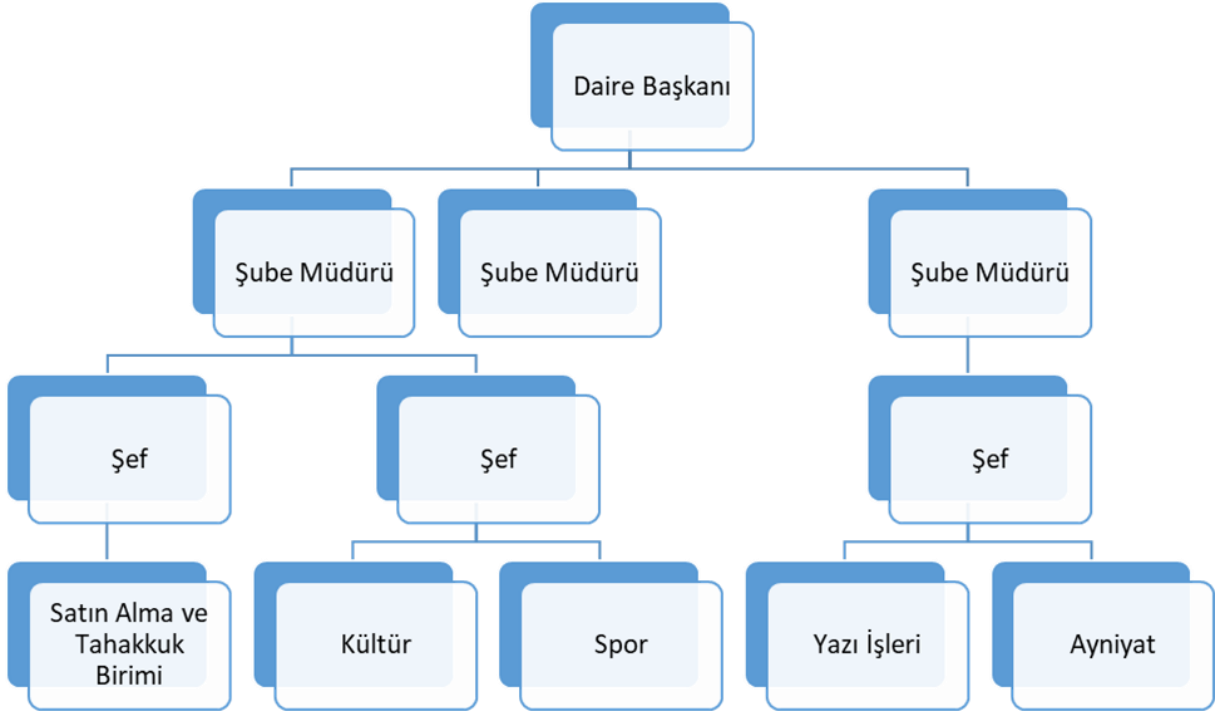 Daire Başkanı
Şube Müdürü
Şube Müdürü
Şube Müdürü
Şef
Şef
Şef
Satın Alma ve
Tahakkuk
Birimi
Kültür
Spor
Yazı İşleri
Ayniyat